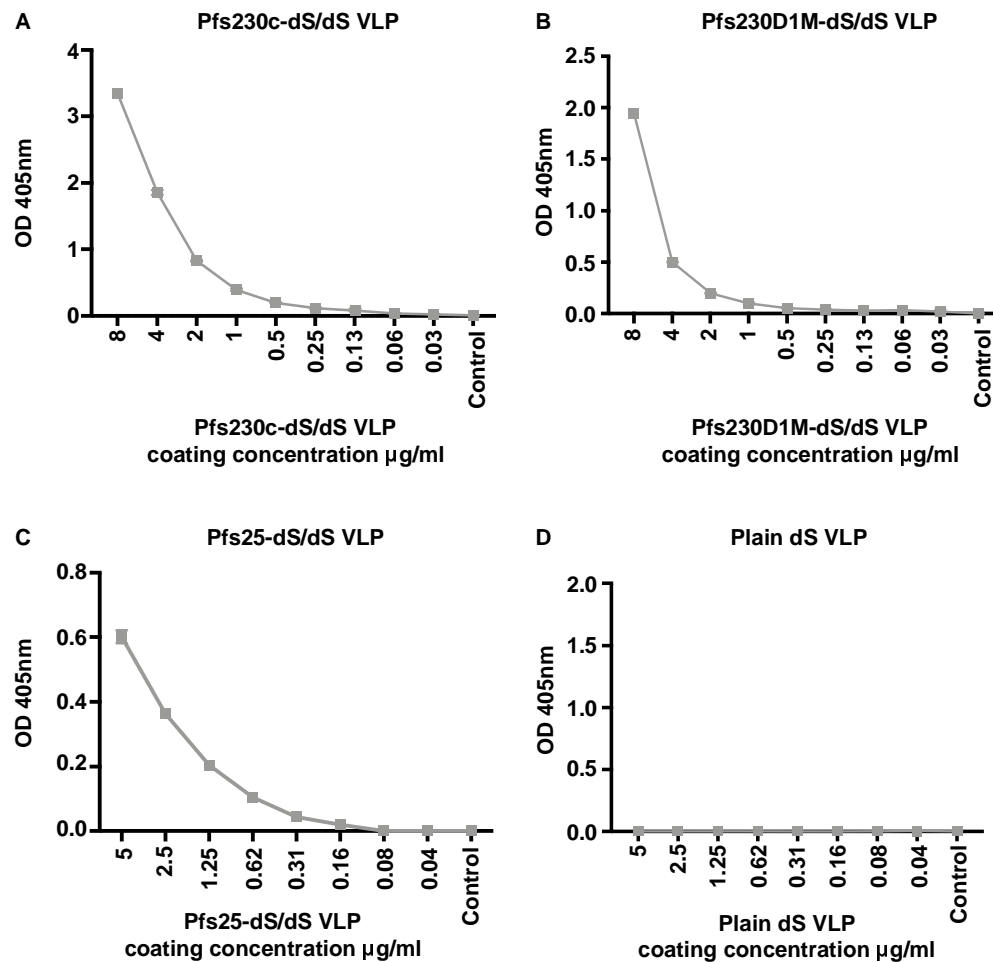 A
Pfs230c-dS/dS VLP
OD 405nm
4
3
2
1
0
8
4
2
1
0.5
0.25
0.13
0.06
0.03
Control
Pfs230c-dS/dS VLP
coating concentration µg/ml
B
Pfs230D1M-dS/dS VLP
OD 405nm
2.5
2.0
1.5
1.0
0.5
0.0
8
4
2
1
0.5
0.25
0.13
0.06
0.03
Control
Pfs230D1M-dS/dS VLP
coating concentration µg/ml
C
Pfs25-dS/dS VLP
OD 405nm
0.8
0.6
0.4
0.2
0.0
5
2.5
1.25
0.62
0.31
0.16
0.08
0.04
Control
Pfs25-dS/dS VLP
coating concentration µg/ml
D
Plain dS VLP
OD 405nm
2.0
1.5
1.0
0.5
0.0
5
2.5
1.25
0.62
0.31
0.16
0.08
0.04
Control
Plain dS VLP
coating concentration µg/ml